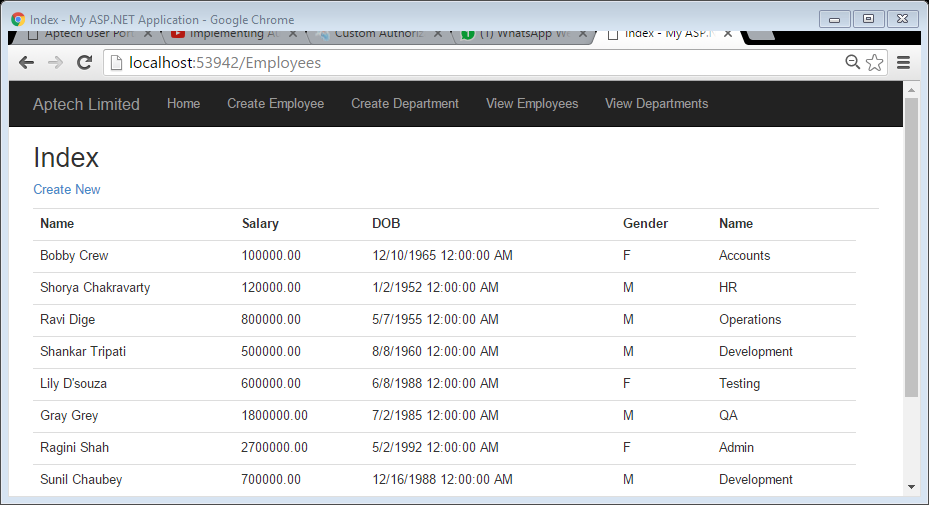 Index - My ASP.NET Application - Google Chrome
Aptech User Port Implementing Custom Authoriz (1) WhatsApp We Index - My ASP.
localhost:53942/Employees
Aptech Limited Home Create Employee Create Department View Employees View Departments
Index
Create New
Name Salary DOB Gender Name
Bobby Crew 100000.00 12/10/1965 12:00:00 AM F Accounts
Shorya Chakravarty 120000.00 1/2/1952 12:00:00 AM M HR
Ravi Dige 800000.00 5/7/1955 12:00:00 AM M Operations
Shankar Tripati 500000.00 8/8/1960 12:00:00 AM M Development
Lily D'souza 600000.00 6/8/1988 12:00:00 AM F Testing
Gray Grey 1800000.00 7/2/1985 12:00:00 AM M QA
Ragini Shah 2700000.00 5/2/1992 12:00:00 AM F Admin
Sunil Chaubey 700000.00 12/16/1988 12:00:00 AM M Development